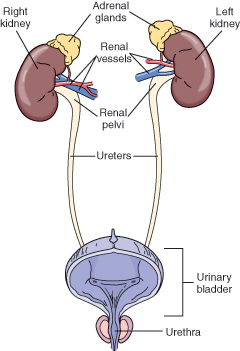 Right
kidney
Adrenal
glands
Left
kidney
Renal
vessels
Renal
pelvi
Ureters
Urinary
bladder
Urethra